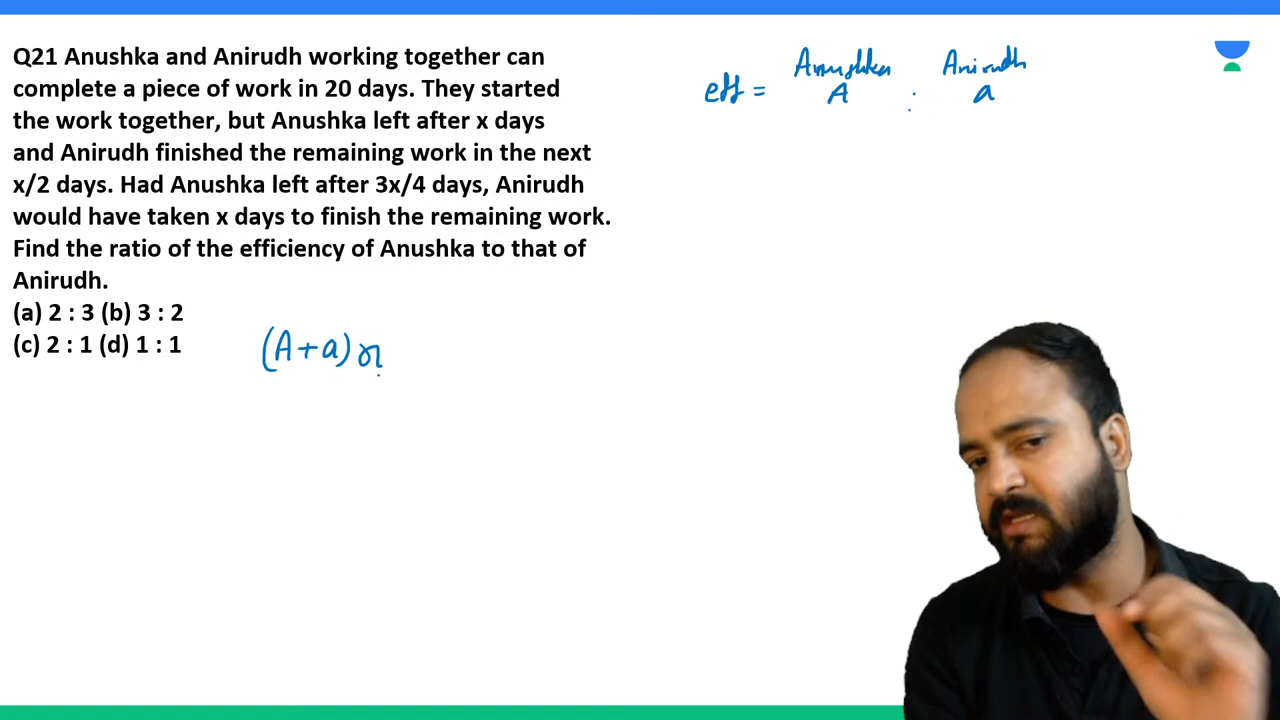 Q21 Anushka and Anirudh working together can
complete a piece of work in 20 days. They started
the work together, but Anushka left after x days
and Anirudh finished the remaining work in the next
x/2 days. Had Anushka left after 3x/4 days, Anirudh
would have taken x days to finish the remaining work.
Find the ratio of the efficiency of Anushka to that of
Anirudh.
(a) 2 : 3 (b) 3 : 2
(c) 2 : 1 (d) 1 : 1
Anushka Anirudh
eff = A : a
(A+a)x